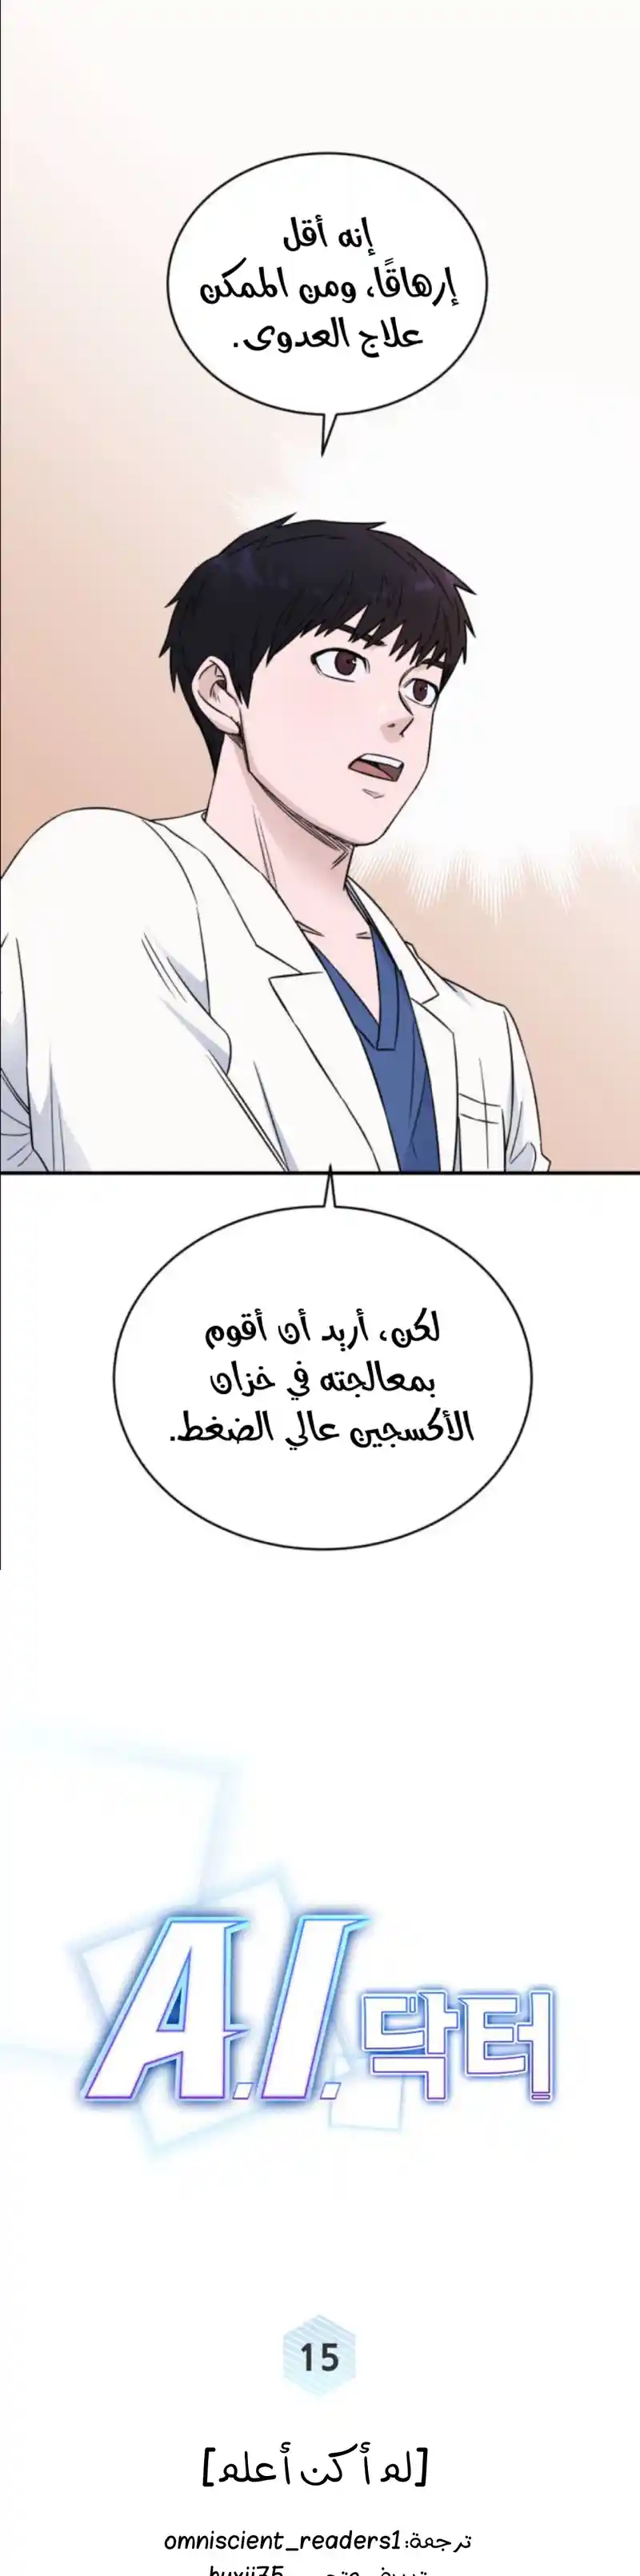 إنه أقل
إرهاقًا، ومن الممكن
علاج العدوى.
لكن، أريد أن أقوم
بمعالجته في خزان
الأكسجين عالي الضغط.
A.I. 닥터
15
[لم أكن أعلم]
ترجمة:omniscient_readers1